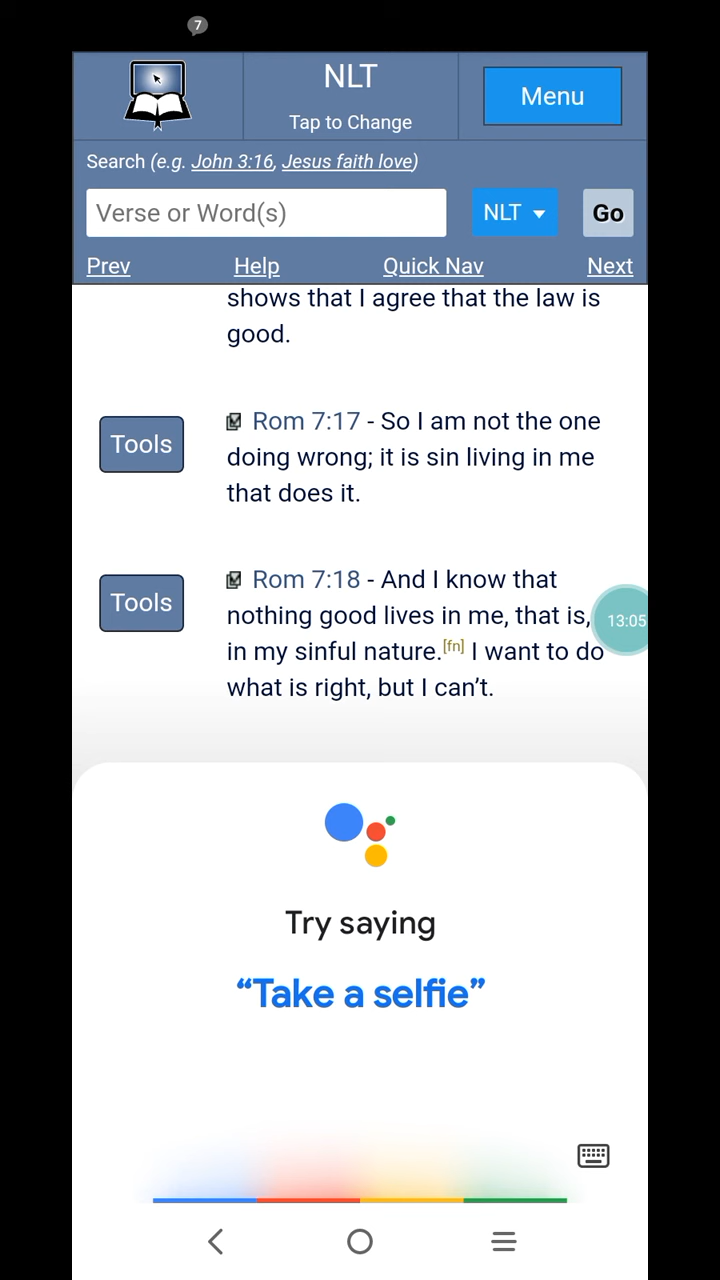 7
NLT
Tap to Change
Menu
Search (e.g. John 3:16, Jesus faith love)
Verse or Word(s)
NLT
Go
Prev
Help
Quick Nav
Next
shows that I agree that the law is
good.
Tools
Rom 7:17 - So I am not the one
doing wrong; it is sin living in me
that does it.
Tools
Rom 7:18 - And I know that
nothing good lives in me, that is,
in my sinful nature.[fn] I want to do
what is right, but I can’t.
13:05
Try saying
“Take a selfie”